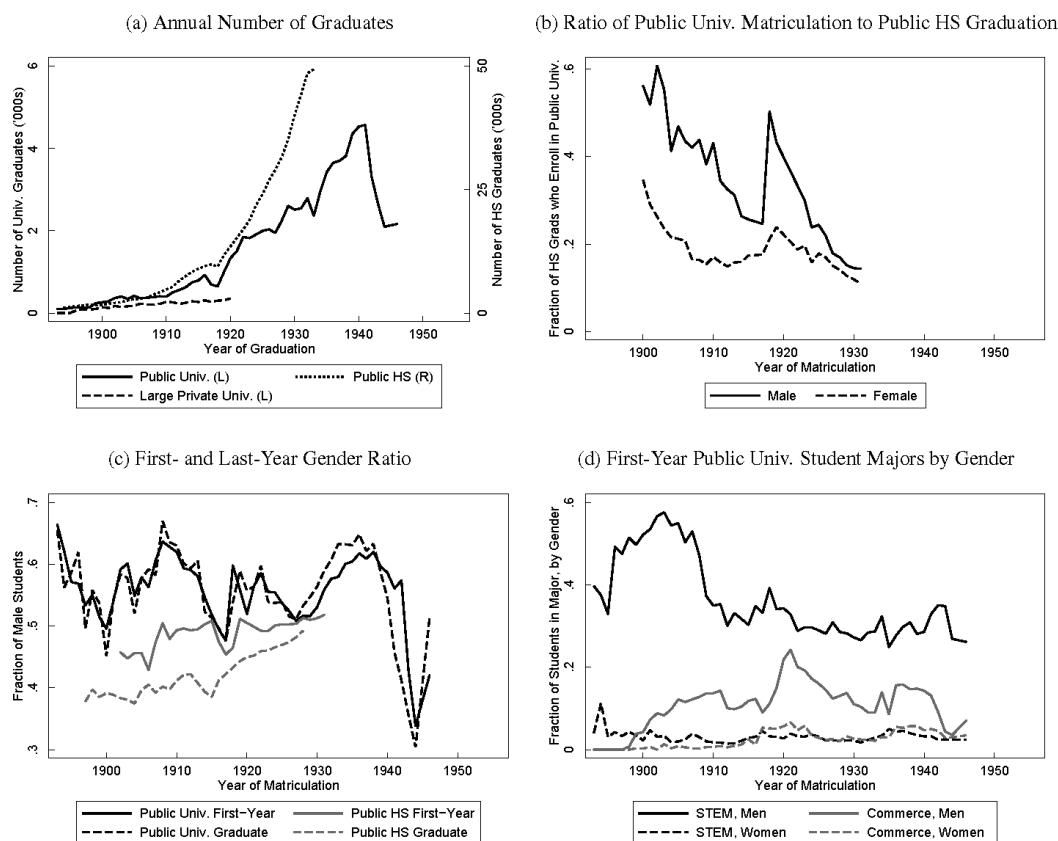 (a) Annual Number of Graduates
Number of Univ. Graduates ('000s)
0 2 4 6
Number of HS Graduates ('000s)
0 25 50
1900 1910 1920 1930 1940 1950
Year of Graduation
Public Univ. (L) Public HS (R)
Large Private Univ. (L)
(b) Ratio of Public Univ. Matriculation to Public HS Graduation
Fraction of HS Grads who Enroll in Public Univ.
0 .2 .4 .6
1900 1910 1920 1930 1940 1950
Year of Matriculation
Male Female
(c) First- and Last-Year Gender Ratio
Fraction of Male Students
.3 .4 .5 .6 .7
1900 1910 1920 1930 1940 1950
Year of Matriculation
Public Univ. First-Year Public HS First-Year
Public Univ. Graduate Public HS Graduate
(d) First-Year Public Univ. Student Majors by Gender
Fraction of Students in Major, by Gender
0 .2 .4 .6
1900 1910 1920 1930 1940 1950
Year of Matriculation
STEM, Men Commerce, Men
STEM, Women Commerce, Women